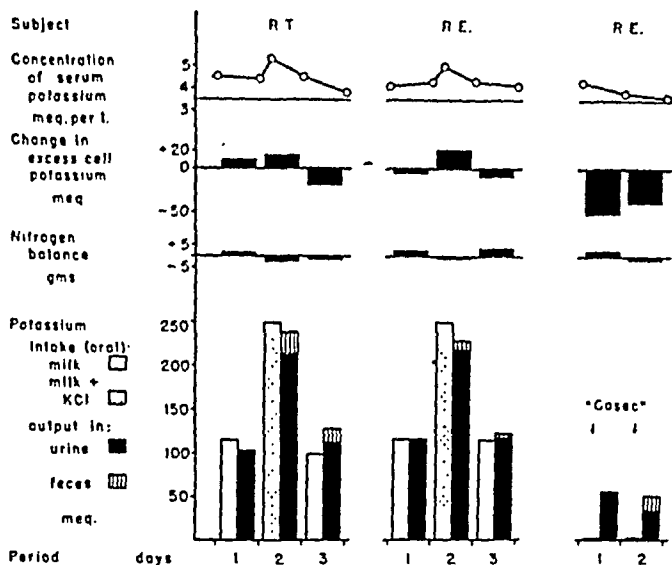 Subject R T R E. R E.
Concentration
of serum
potassium
meq. per l.
5
4
3
Change in
excess cell
potassium
meq
+20
0
-50
Nitrogen
balance
gms
+5
-5
Potassium
Intake (oral):
milk
milk +
KCl
output in:
urine
feces
meq.
250
200
150
100
50
"Casec"
Period days 1 2 3 1 2 3 1 2